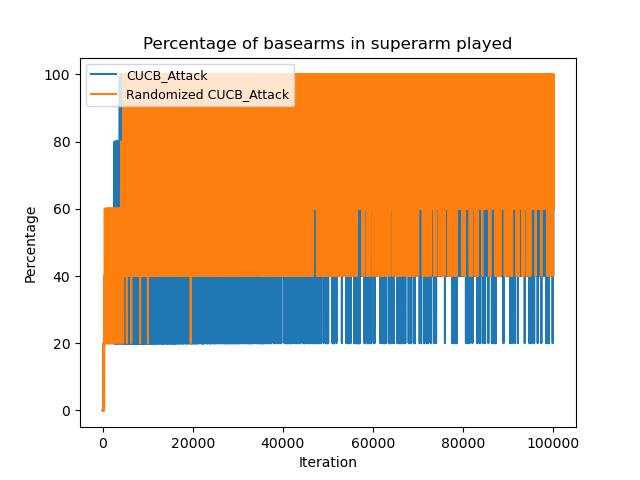 Percentage of basearms in superarm played
CUCB_Attack
Randomized CUCB_Attack
100
80
60
40
20
0
Percentage
0 20000 40000 60000 80000 100000
Iteration